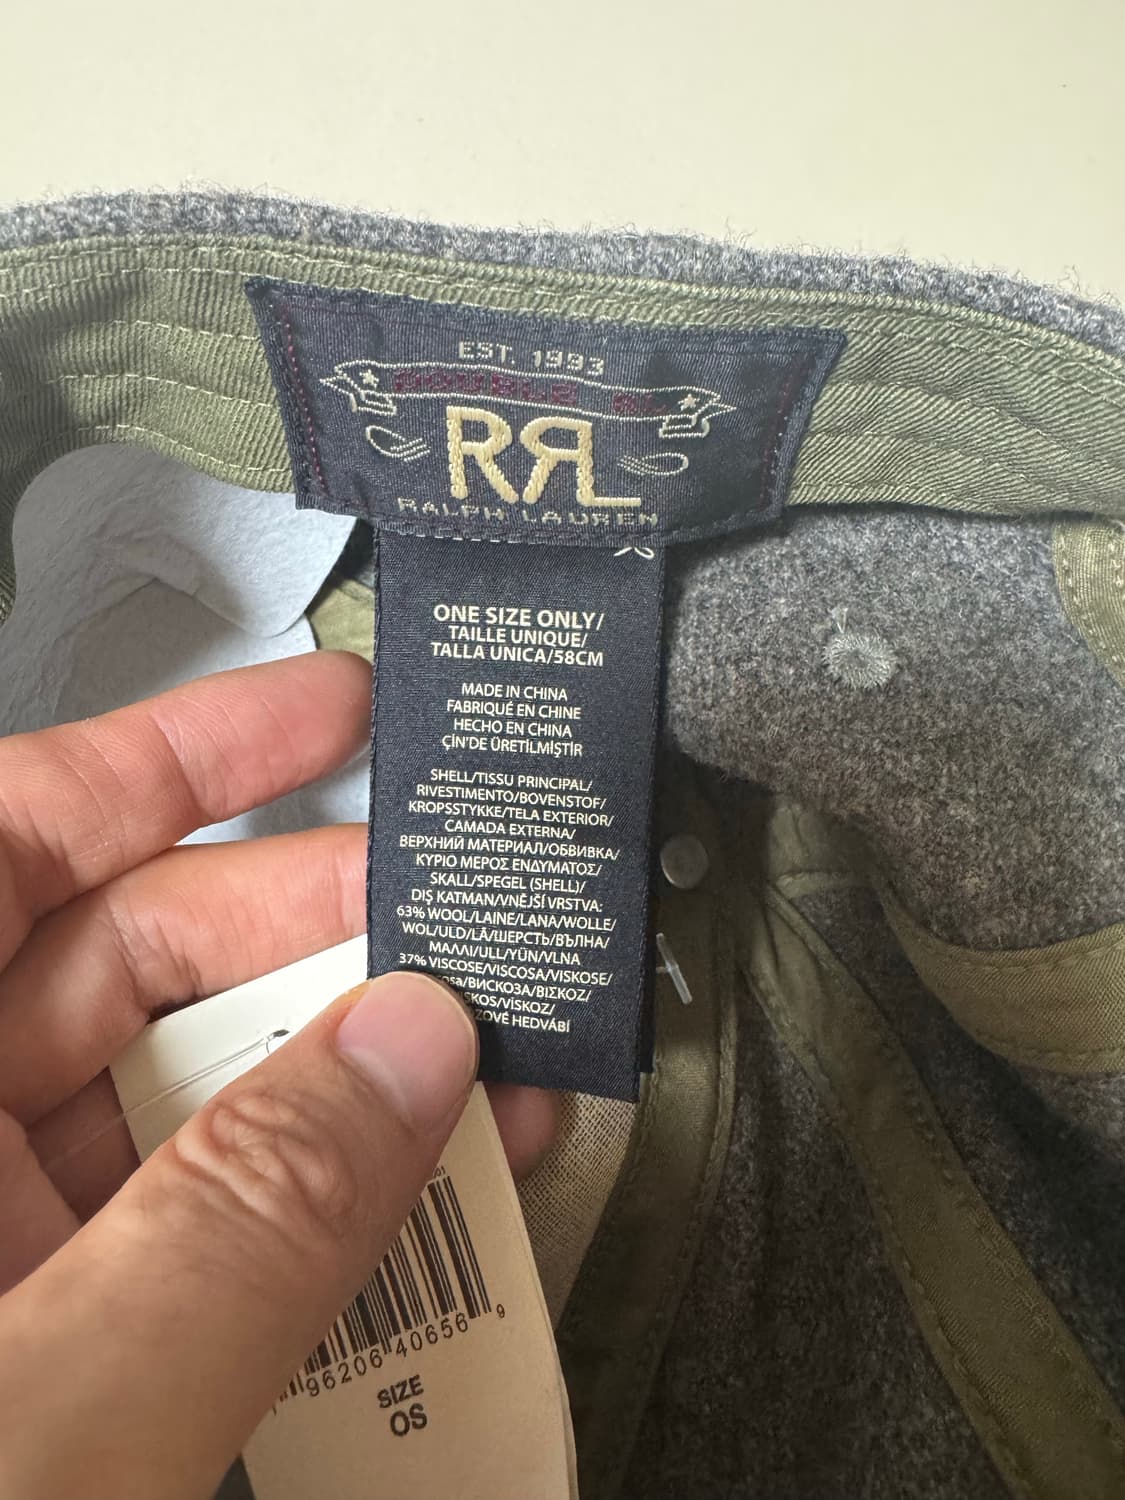 EST. 1993
DOUBLE RL
RRL
RALPH LAUREN
ONE SIZE ONLY/
TAILLE UNIQUE/
TALLA UNICA/58CM
MADE IN CHINA
FABRIQUÉ EN CHINE
HECHO EN CHINA
ÇİN'DE ÜRETİLMİŞTİR
SHELL/TISSU PRINCIPAL/
RIVESTIMENTO/BOVENSTOF/
KROPSSTYKKE/TELA EXTERIOR/
CAMADA EXTERNA/
ВЕРХНИЙ МАТЕРИАЛ/ОБВИВКА/
ΚΥΡΙΟ ΜΕΡΟΣ ΕΝΔΥΜΑΤΟΣ/
SKALL/SPEGEL (SHELL)/
DIŞ KATMAN/VNĚJŠÍ VRSTVA:
63% WOOL/LAINE/LANA/WOLLE/
WOL/ULD/LÃ/ШЕРСТЬ/ВЪЛНА/
ΜΑΛΛΙ/ULL/YÜN/VLNA
37% VISCOSE/VISCOSA/VISKOSE/
ВИСКОЗА/ΒΙΣΚΟΖ/
VİSKOZ/
HEDVÁBÍ
96206 40656 9
SIZE
OS